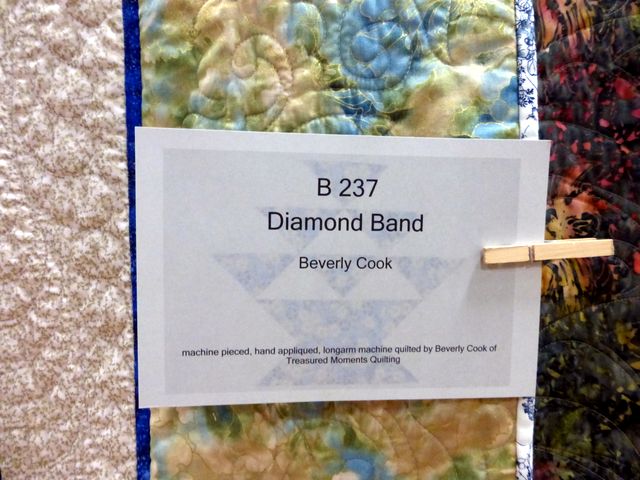 B 237
Diamond Band
Beverly Cook
machine pieced, hand appliqued, longarm machine quilted by Beverly Cook of
Treasured Moments Quilting